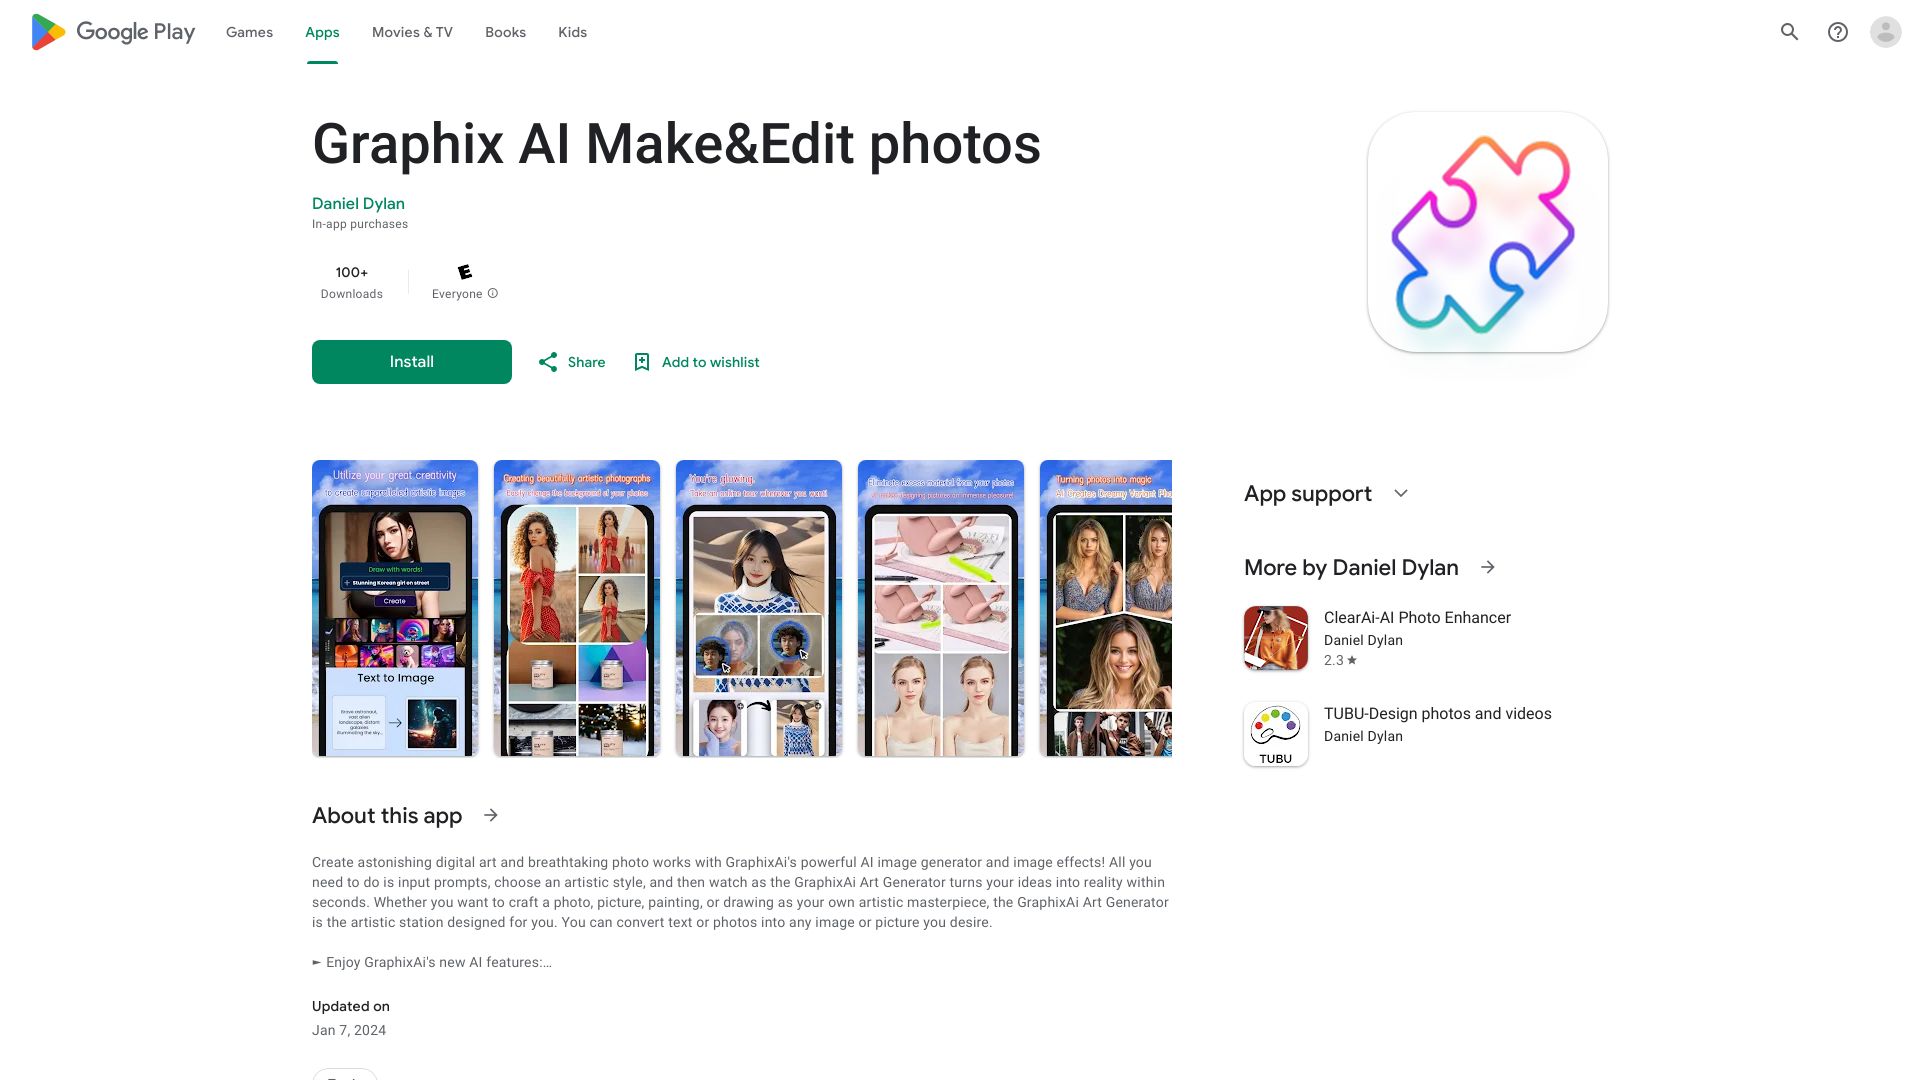 Google Play
Games
Apps
Movies & TV
Books
Kids
Graphix AI Make&Edit photos
Daniel Dylan
In-app purchases
100+
Downloads
E
Everyone
Install
Share
Add to wishlist
Utilize your great creativity
to create unparalleled artistic images
Draw with words!
Stunning Korean girl on street
Create
Text to Image
Brave astronaut,
vast alien
landscape, distant
galaxies
illuminating the sky...
Creating beautifully artistic photographs
Easily change the background of your photos
You're glowing,
Take an online tour wherever you want!
Eliminate excess material from your photos
designing pictures an immense pleasure!
Turning photos into magic
AI Creates Dreamy Variant Pho
App support
More by Daniel Dylan
ClearAi-AI Photo Enhancer
Daniel Dylan
2.3
TUBU
TUBU-Design photos and videos
Daniel Dylan
About this app
Create astonishing digital art and breathtaking photo works with GraphixAi's powerful AI image generator and image effects! All you
need to do is input prompts, choose an artistic style, and then watch as the GraphixAi Art Generator turns your ideas into reality within
seconds. Whether you want to craft a photo, picture, painting, or drawing as your own artistic masterpiece, the GraphixAi Art Generator
is the artistic station designed for you. You can convert text or photos into any image or picture you desire.
► Enjoy GraphixAi's new AI features:…
Updated on
Jan 7, 2024